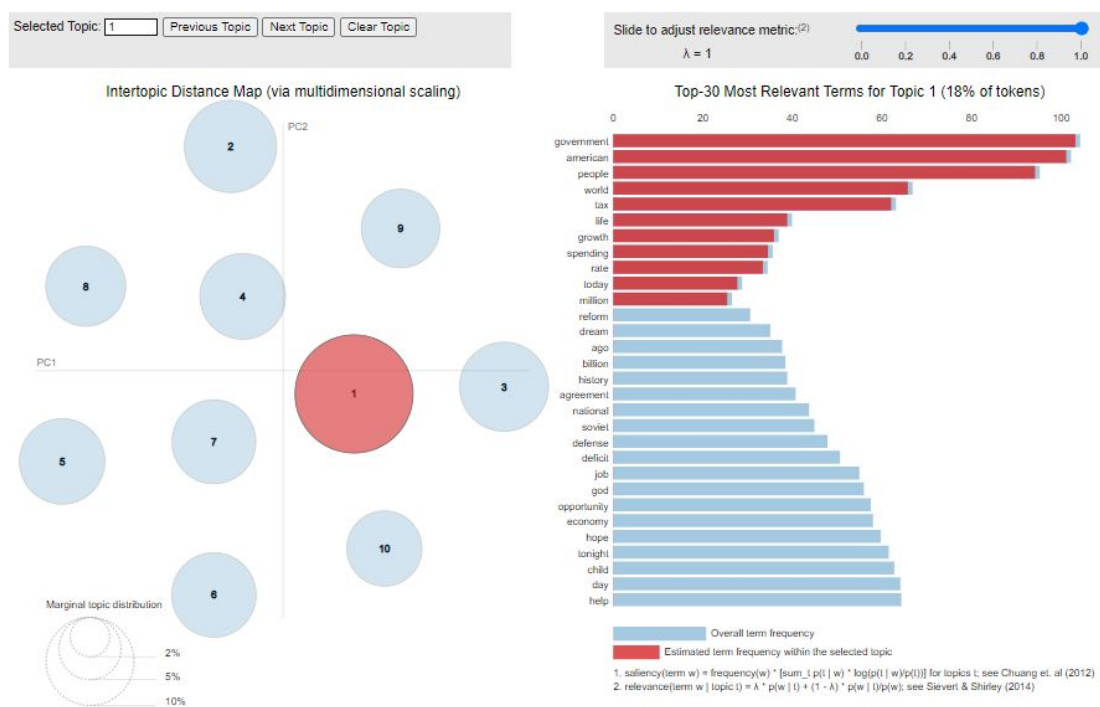 Selected Topic: 1 Previous Topic Next Topic Clear Topic
Slide to adjust relevance metric:(2)
λ = 1
0.0 0.2 0.4 0.6 0.8 1.0
Intertopic Distance Map (via multidimensional scaling)
PC2
PC1
2
9
8
4
1
3
7
5
10
6
Marginal topic distribution
2%
5%
10%
Top-30 Most Relevant Terms for Topic 1 (18% of tokens)
0 20 40 60 80 100
government
american
people
world
tax
life
growth
spending
rate
today
million
reform
dream
ago
billion
history
agreement
national
soviet
defense
deficit
job
god
opportunity
economy
hope
tonight
child
day
help
Overall term frequency
Estimated term frequency within the selected topic
1. saliency(term w) = frequency(w) * [sum_t p(t | w) * log(p(t | w)/p(t))] for topics t; see Chuang et. al (2012)
2. relevance(term w | topic t) = λ * p(w | t) + (1 - λ) * p(w | t)/p(w); see Sievert & Shirley (2014)